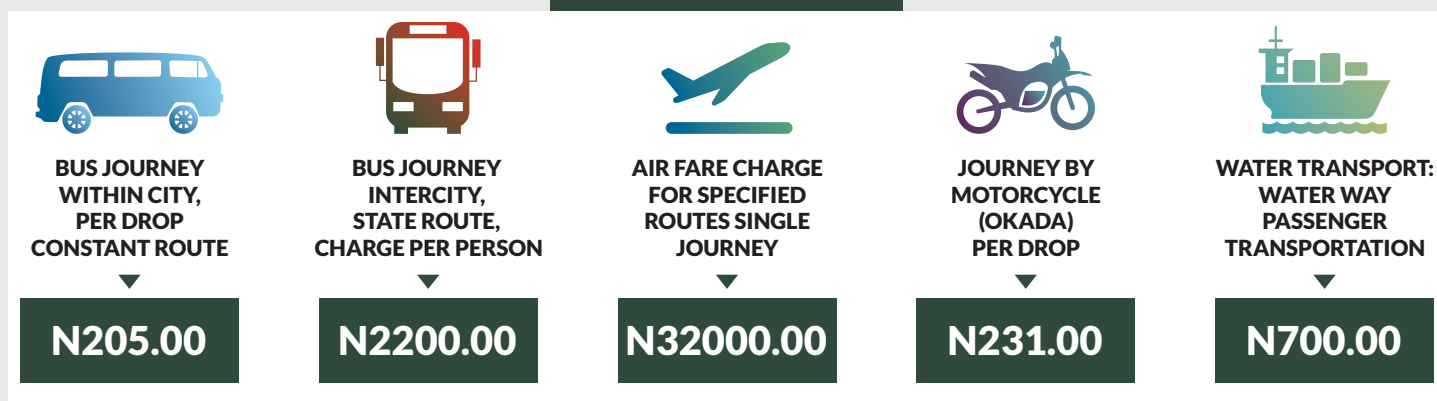 BUS JOURNEY
WITHIN CITY,
PER DROP
CONSTANT ROUTE
N205.00
BUS JOURNEY
INTERCITY,
STATE ROUTE,
CHARGE PER PERSON
N2200.00
AIR FARE CHARGE
FOR SPECIFIED
ROUTES SINGLE
JOURNEY
N32000.00
JOURNEY BY
MOTORCYCLE
(OKADA)
PER DROP
N231.00
WATER TRANSPORT:
WATER WAY
PASSENGER
TRANSPORTATION
N700.00